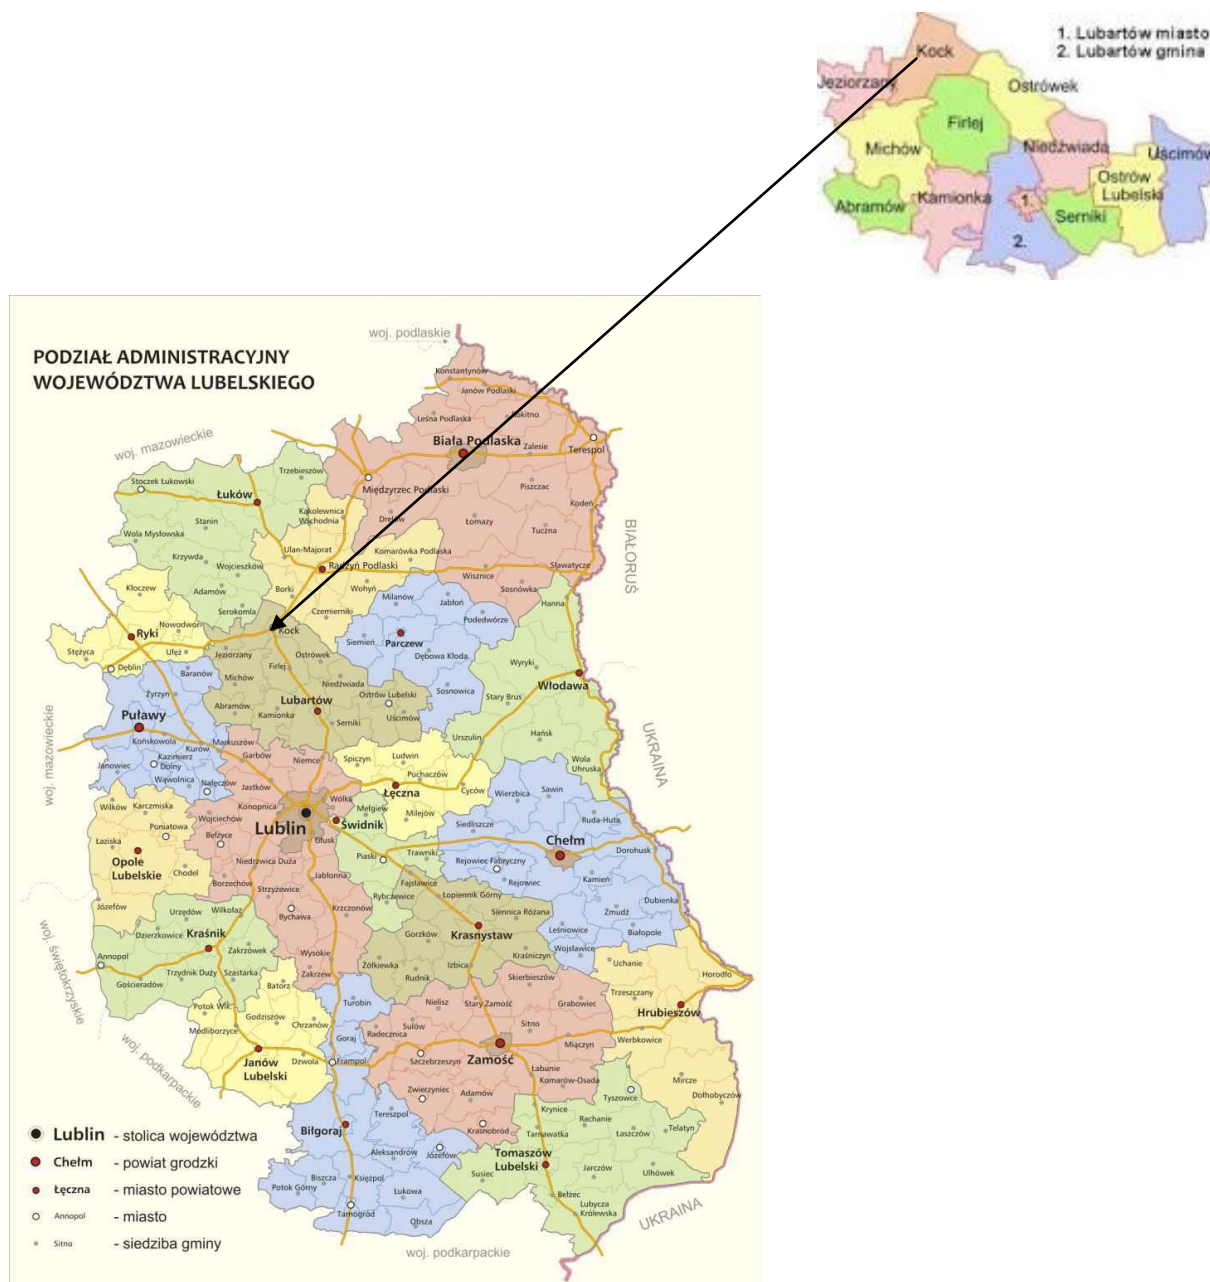 1. Lubartów miasto
2. Lubartów gmina
Kock
Jeziorzany
Ostrówek
Firlej
Michów
Niedźwiada
Uścimów
Ostrów
Lubelski
Kamionka
Abramów
1.
Serniki
2.
PODZIAŁ ADMINISTRACYJNY
WOJEWÓDZTWA LUBELSKIEGO
woj. podlaskie
Konstantynów
Janów Podlaski
Leśna Podlaska
Rokitno
woj. mazowieckie
Biała Podlaska
Zalesie
Terespol
Trzebieszów
Stoczek Łukowski
Łuków
Międzyrzec Podlaski
Piszczac
Kodeń
Kąkolewnica
Wschodnia
Drelów
Łomazy
Tuczna
Stanin
Wola Mysłowska
Ulan-Majorat
Komarówka Podlaska
BIAŁORUŚ
Krzywda
Wojcieszków
Radzyń Podlaski
Sławatycze
Wisznice
Sosnówka
Kłoczew
Adamów
Borki
Wohyń
Milanów
Jabłoń
Hanna
Serokomla
Czemierniki
Podedwórze
Nowodwór
Ryki
Kock
Siemień
Parczew
Stężyca
Ułęż
Jeziorzany
Ostrówek
Dębowa Kłoda
Wyryki
Dęblin
Baranów
Firlej
Michów
Niedźwiada
Żyrzyn
Ostrów Lubelski
Sosnowica
Stary Brus
Włodawa
Puławy
Abramów
Kamionka
Lubartów
Serniki
Uścimów
woj. mazowieckie
Końskowola
Kurów
Markuszów
Urszulin
Hańsk
UKRAINA
Janowiec
Kazimierz
Dolny
Garbów
Niemce
Spiczyn
Ludwin
Wola
Uhruska
Wąwolnica
Nałęczów
Jastków
Puchaczów
Łęczna
Cyców
Wierzbica
Sawin
Wilków
Karczmiska
Konopnica
Wólka
Mełgiew
Milejów
Ruda-Huta
Poniatowa
Wojciechów
Lublin
Świdnik
Siedliszcze
Łaziska
Bełżyce
Głusk
Chełm
Dorohusk
Opole
Lubelskie
Niedrzwica Duża
Piaski
Trawniki
Rejowiec Fabryczny
Chodel
Borzechów
Jabłonna
Rejowiec
Kamień
Strzyżewice
Fajsławice
Łopiennik Górny
Józefów
Rybczewice
Dubienka
Urzędów
Wilkołaz
Bychawa
Krzczonów
Siennica Różana
Żmudź
Dzierzkowice
Kraśnik
Gorzków
Krasnystaw
Leśniowice
Białopole
woj. świętokrzyskie
Annopol
Zakrzówek
Wysokie
Żółkiewka
Izbica
Kraśniczyn
Wojsławice
Uchanie
Trzydnik Duży
Szastarka
Zakrzew
Rudnik
Skierbieszów
Horodło
Gościeradów
Batorz
Turobin
Nielisz
Stary Zamość
Grabowiec
Trzeszczany
Potok Wlk.
Godziszów
Hrubieszów
Modliborzyce
Chrzanów
Goraj
Radecznica
Sułów
Sitno
Miączyn
Werbkowice
woj. podkarpackie
Janów
Lubelski
Dzwola
Frampol
Szczebrzeszyn
Zamość
Łabunie
Komarów-Osada
Mircze
Zwierzyniec
Adamów
Tyszowce
Dołhobyczów
Tereszpol
Krynice
Rachanie
Biłgoraj
Krasnobród
Tarnawatka
Łaszczów
Telatyn
Aleksandrów
Józefów
Tomaszów
Lubelski
Susiec
Jarczów
Ulhówek
Biszcza
Księżpol
Potok Górny
Łukowa
Bełżec
Lubycza
Królewska
Tarnogród
Obsza
UKRAINA
woj. podkarpackie
Lublin - stolica województwa
Chełm - powiat grodzki
Łęczna - miasto powiatowe
Annopol - miasto
Sitno - siedziba gminy